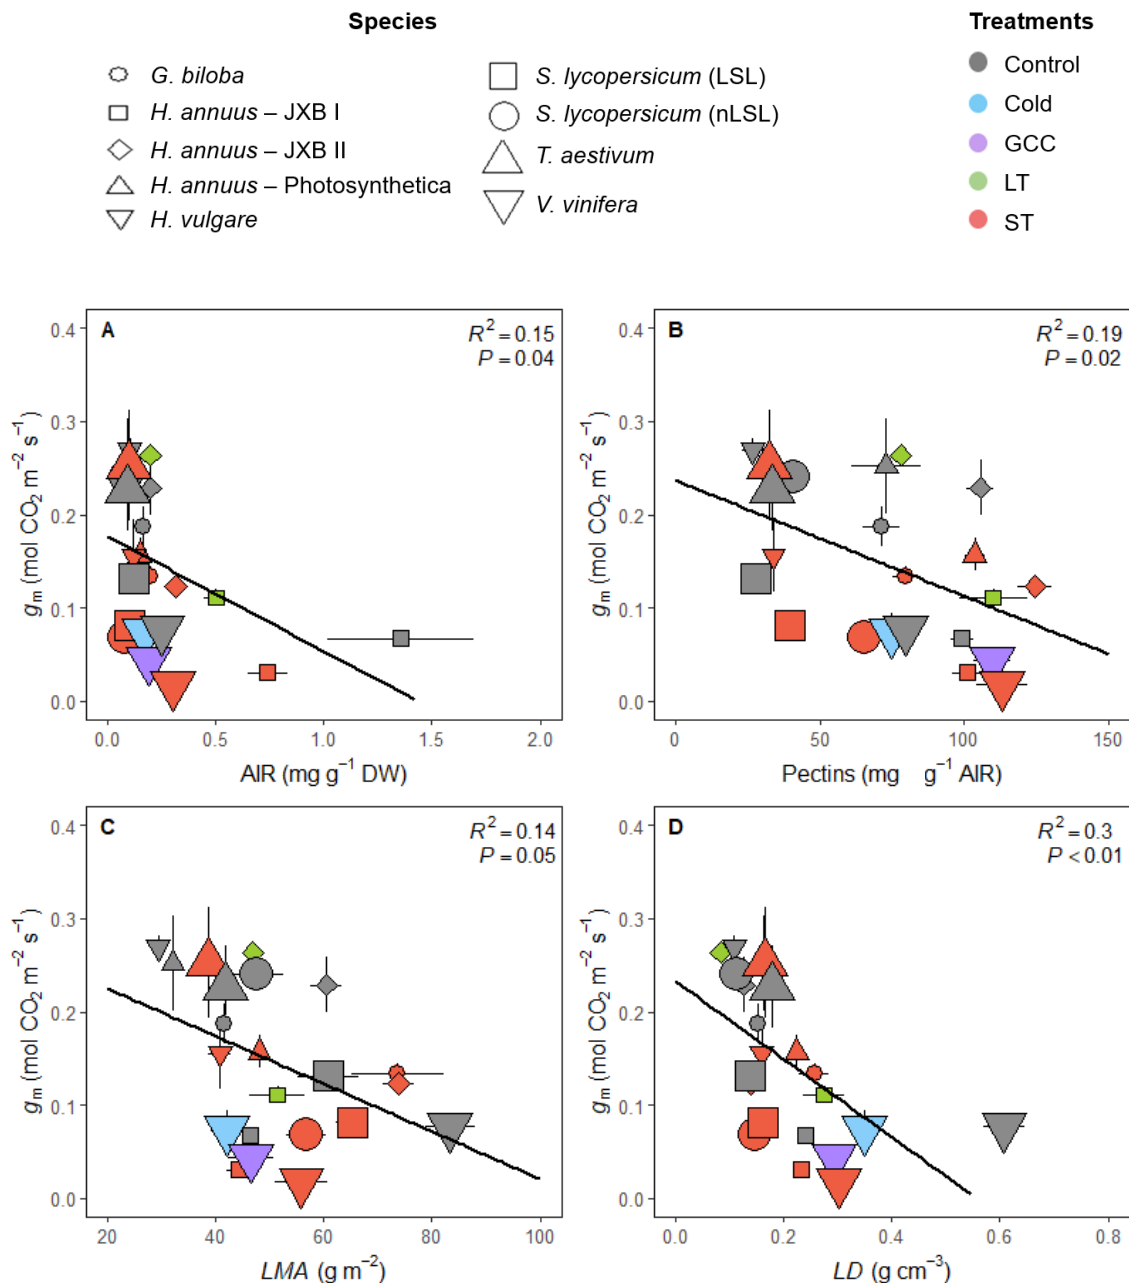 Species
Treatments
G. biloba
H. annuus – JXB I
H. annuus – JXB II
H. annuus – Photosynthetica
H. vulgare
S. lycopersicum (LSL)
S. lycopersicum (nLSL)
T. aestivum
V. vinifera
Control
Cold
GCC
LT
ST
A
R² = 0.15
P = 0.04
0.4
0.3
0.2
0.1
0.0
gm (mol CO₂ m⁻² s⁻¹)
0.0 0.5 1.0 1.5 2.0
AIR (mg g⁻¹ DW)
B
R² = 0.19
P = 0.02
0.4
0.3
0.2
0.1
0.0
gm (mol CO₂ m⁻² s⁻¹)
0 50 100 150
Pectins (mg g⁻¹ AIR)
C
R² = 0.14
P = 0.05
0.4
0.3
0.2
0.1
0.0
gm (mol CO₂ m⁻² s⁻¹)
20 40 60 80 100
LMA (g m⁻²)
D
R² = 0.3
P < 0.01
0.4
0.3
0.2
0.1
0.0
gm (mol CO₂ m⁻² s⁻¹)
0.0 0.2 0.4 0.6 0.8
LD (g cm⁻³)